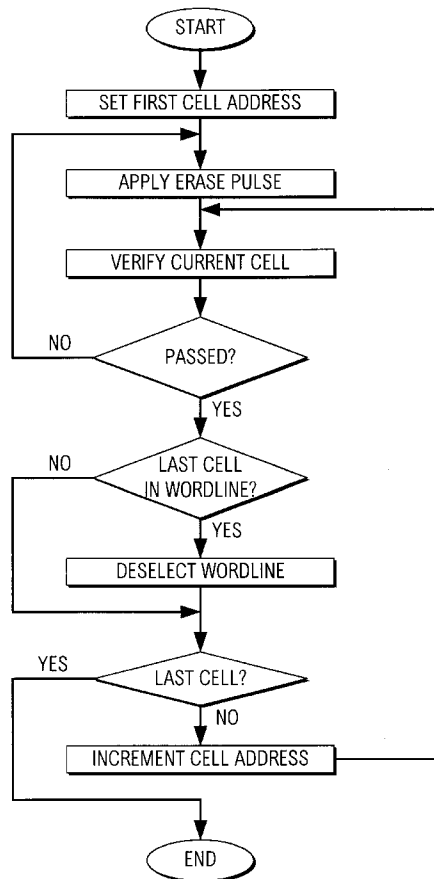 START
SET FIRST CELL ADDRESS
APPLY ERASE PULSE
VERIFY CURRENT CELL
NO
PASSED?
YES
NO
LAST CELL
IN WORDLINE?
YES
DESELECT WORDLINE
YES
LAST CELL?
NO
INCREMENT CELL ADDRESS
END